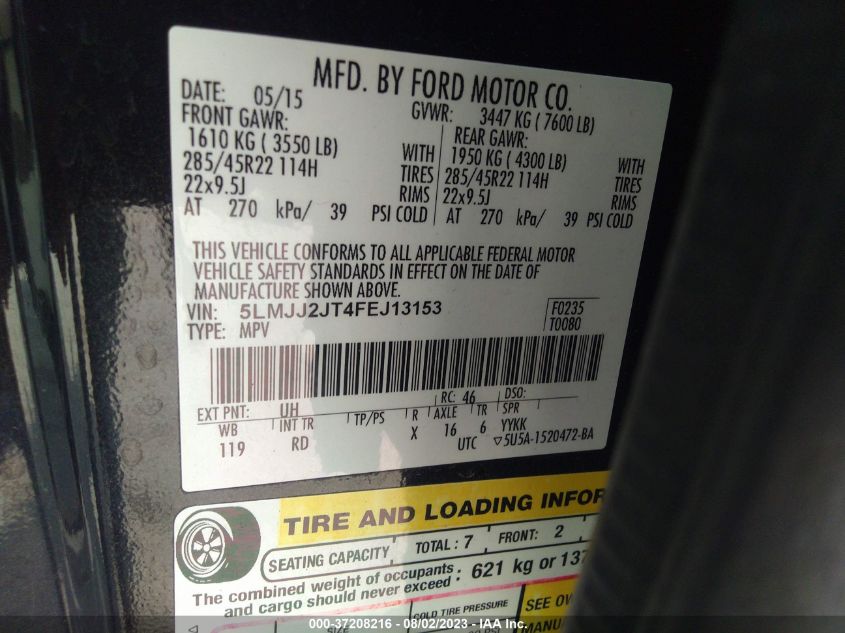 MFD. BY FORD MOTOR CO.
DATE: 05/15 GVWR: 3447 KG ( 7600 LB)
FRONT GAWR: REAR GAWR:
1610 KG ( 3550 LB) WITH 1950 KG ( 4300 LB) WITH
285/45R22 114H TIRES 285/45R22 114H TIRES
22x9.5J RIMS 22x9.5J RIMS
AT 270 kPa/ 39 PSI COLD AT 270 kPa/ 39 PSI COLD
THIS VEHICLE CONFORMS TO ALL APPLICABLE FEDERAL MOTOR
VEHICLE SAFETY STANDARDS IN EFFECT ON THE DATE OF
MANUFACTURE SHOWN ABOVE.
VIN: 5LMJJ2JT4FEJ13153 F0235
TYPE: MPV T0080
EXT PNT: UH RC: 46 DSO:
WB INT TR TP/PS R AXLE TR SPR
119 RD X 16 6 YYKK
UTC ▽5U5A-1520472-BA
TIRE AND LOADING INFOR
SEATING CAPACITY TOTAL : 7 FRONT: 2
The combined weight of occupants and cargo should never exceed : 621 kg or 137
COLD TIRE PRESSURE SEE OW
SIZE MANUA
000-37208216 - 08/02/2023 - IAA Inc.